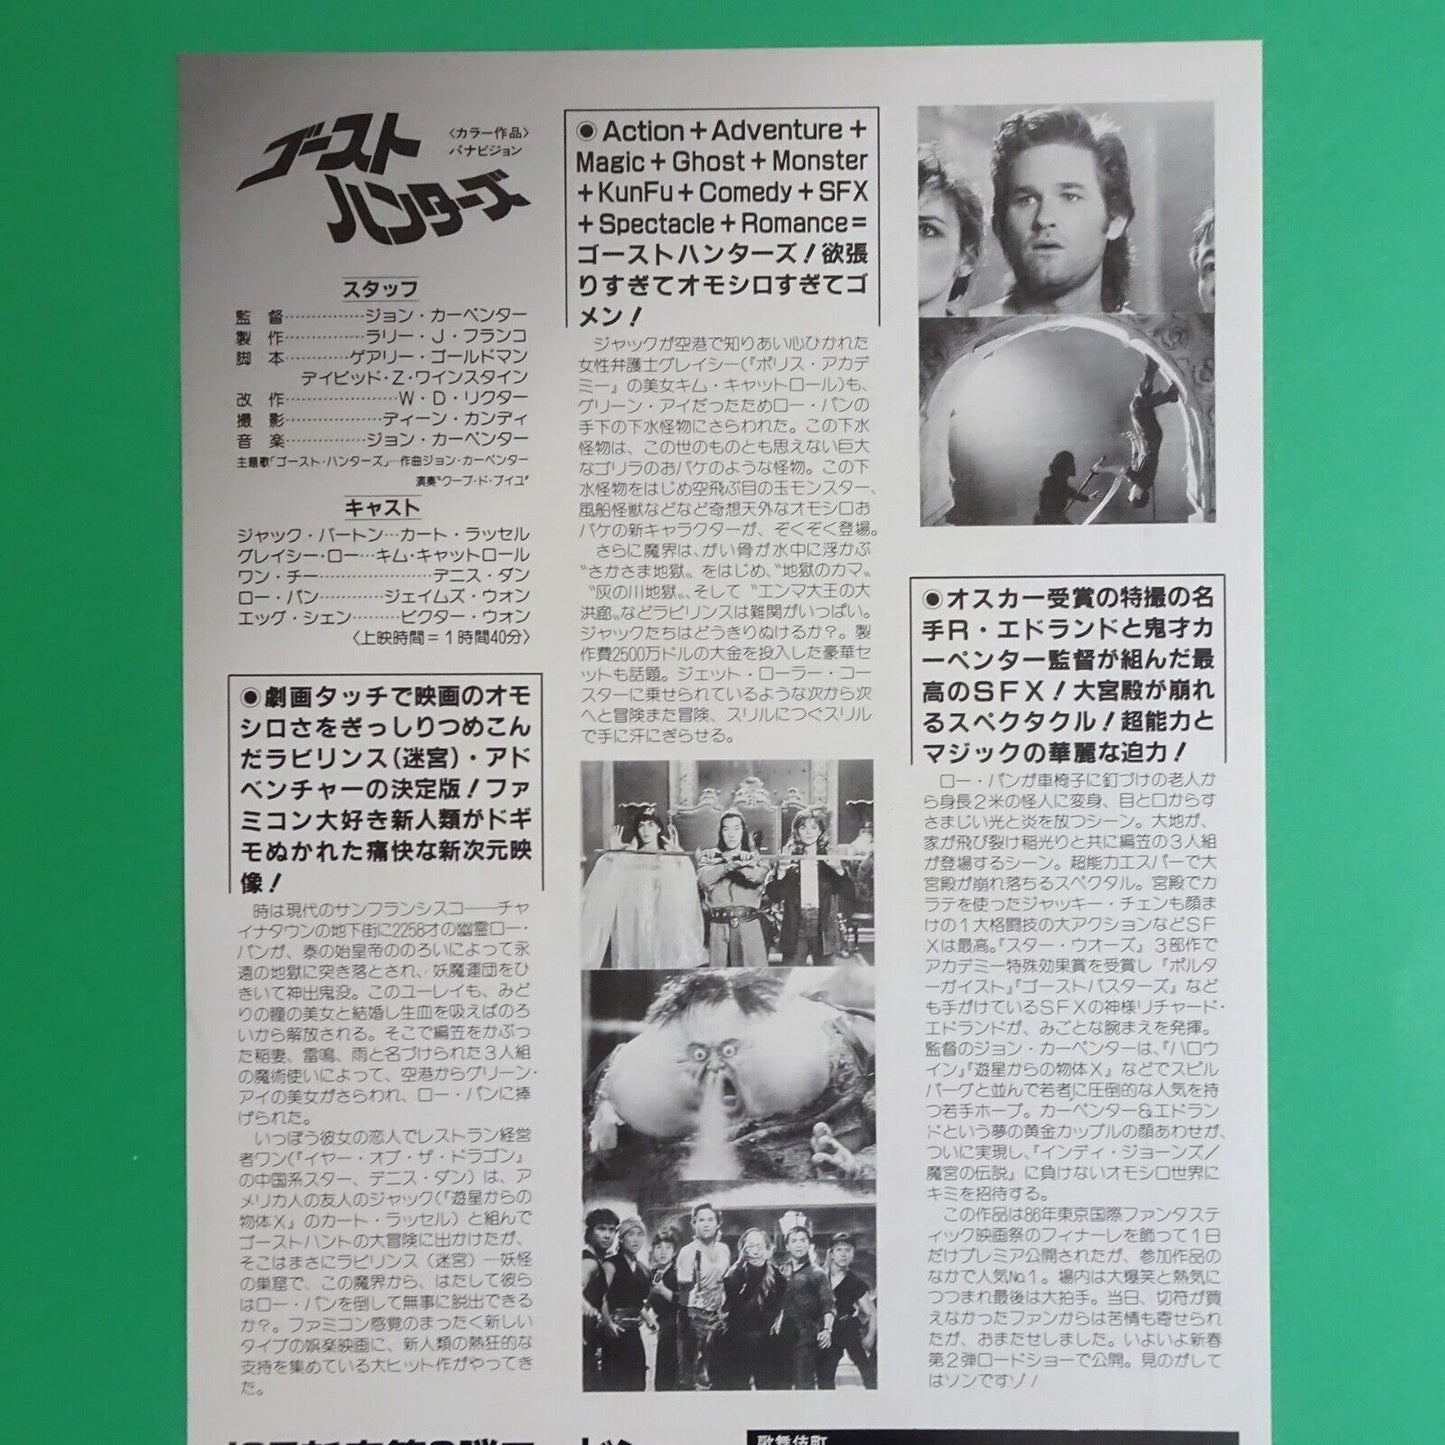 ゴースト
ハンターズ
〈カラー作品〉
パナビジョン
スタッフ
監　督……………ジョン・カーペンター
製　作……………ラリー・J・フランコ
脚　本…………ゲアリー・ゴールドマン
デイビッド・Z・ワインスタイン
改　作…………………W・D・リクター
撮　影………………ディーン・カンディ
音　楽……………ジョン・カーペンター
主題歌「ゴースト・ハンターズ」…作曲ジョン・カーペンター
演奏〝クープ・ド・ブイユ〟
キャスト
ジャック・バートン…カート・ラッセル
グレイシー・ロー…キム・キャットロール
ワン・チー…………………デニス・ダン
ロー・パン…………ジェイムズ・ウォン
エッグ・シェン………ビクター・ウォン
〈上映時間＝１時間40分〉
◉劇画タッチで映画のオモ
シロさをぎっしりつめこん
だラビリンス(迷宮)・アド
ベンチャーの決定版！ファ
ミコン大好き新人類がドギ
モぬかれた痛快な新次元映
像！
時は現代のサンフランシスコ──チャ
イナタウンの地下街に2258才の幽霊ロー・
パンが、秦の始皇帝ののろいによって永
遠の地獄に突き落とされ、妖魔軍団をひ
きいて神出鬼没。このユーレイも、みど
りの瞳の美女と結婚し生血を吸えばのろ
いから解放される。そこで編笠をかぶっ
た稲妻、雷鳴、雨と名づけられた３人組
の魔術使いによって、空港からグリーン・
アイの美女がさらわれ、ロー・パンに捧
げられた。
いっぽう彼女の恋人でレストラン経営
者ワン(『イヤー・オブ・ザ・ドラゴン』
の中国系スター、デニス・ダン) は、ア
メリカ人の友人のジャック(『遊星からの
物体Ｘ』のカート・ラッセル) と組んで
ゴーストハントの大冒険に出かけたが、
そこはまさにラビリンス (迷宮) ―妖怪
の巣窟で、この魔界から、はたして彼ら
はロー・パンを倒して無事に脱出できる
か？。ファミコン感覚のまったく新しい
タイプの娯楽映画に、新人類の熱狂的な
支持を集めている大ヒット作がやってき
た。
◉ Action＋Adventure＋
Magic＋Ghost＋Monster
＋KunFu＋Comedy＋SFX
＋Spectacle＋Romance＝
ゴーストハンターズ！欲張
りすぎてオモシロすぎてゴ
メン！
ジャックが空港で知りあい心ひかれた
女性弁護士グレイシー(『ポリス・アカデ
ミー』の美女キム・キャットロール)も、
グリーン・アイだったためロー・パンの
手下の下水怪物にさらわれた。この下水
怪物は、この世のものとも思えない巨大
なゴリラのおバケのような怪物。この下
水怪物をはじめ空飛ぶ目の玉モンスター、
風船怪獣などなど奇想天外なオモシロお
バケの新キャラクターが、ぞくぞく登場。
さらに魔界は、がい骨が水中に浮かぶ
〝さかさま地獄〟をはじめ、〝地獄のカマ〟
〝灰の川地獄〟、そして〝エンマ大王の大
洪廊〟などラビリンスは難関がいっぱい。
ジャックたちはどうきりぬけるか？。製
作費2500万ドルの大金を投入した豪華セ
ットも話題。ジェット・ローラー・コー
スターに乗せられているような次から次
へと冒険また冒険、スリルにつぐスリル
で手に汗にぎらせる。
◉オスカー受賞の特撮の名
手R・エドランドと鬼才カ
ーペンター監督が組んだ最
高のSFX！大宮殿が崩れ
るスペクタクル！超能力と
マジックの華麗な迫力！
ロー・パンが車椅子に釘づけの老人か
ら身長２米の怪人に変身、目と口からす
さまじい光と炎を放つシーン。大地が、
家が飛び裂け稲光りと共に編笠の３人組
が登場するシーン。超能力エスパーで大
宮殿が崩れ落ちるスペクタル。宮殿でカ
ラテを使ったジャッキー・チェンも顔ま
けの１大格闘技の大アクションなどＳＦ
Ｘは最高。『スター・ウオーズ』３部作で
アカデミー特殊効果賞を受賞し『ポルタ
ーガイスト』『ゴーストバスターズ』など
も手がけているＳＦＸの神様リチャード・
エドランドが、みごとな腕まえを発揮。
監督のジョン・カーペンターは、『ハロウ
イン』『遊星からの物体Ｘ』などでスピル
バーグと並んで若者に圧倒的な人気を持
つ若手ホープ。カーペンター&エドラン
ドという夢の黄金カップルの顔あわせが、
ついに実現し、『インディ・ジョーンズ／
魔宮の伝説』に負けないオモシロ世界に
キミを招待する。
この作品は86年東京国際ファンタステ
ィック映画祭のフィナーレを飾って１日
だけプレミア公開されたが、参加作品の
なかで人気No.１。場内は大爆笑と熱気に
つつまれ最後は大拍手。当日、切符が買
えなかったファンからは苦情も寄せられ
たが、おまたせしました。いよいよ新春
第２弾ロードショーで公開。見のがして
はソンですゾ！
歌舞伎町